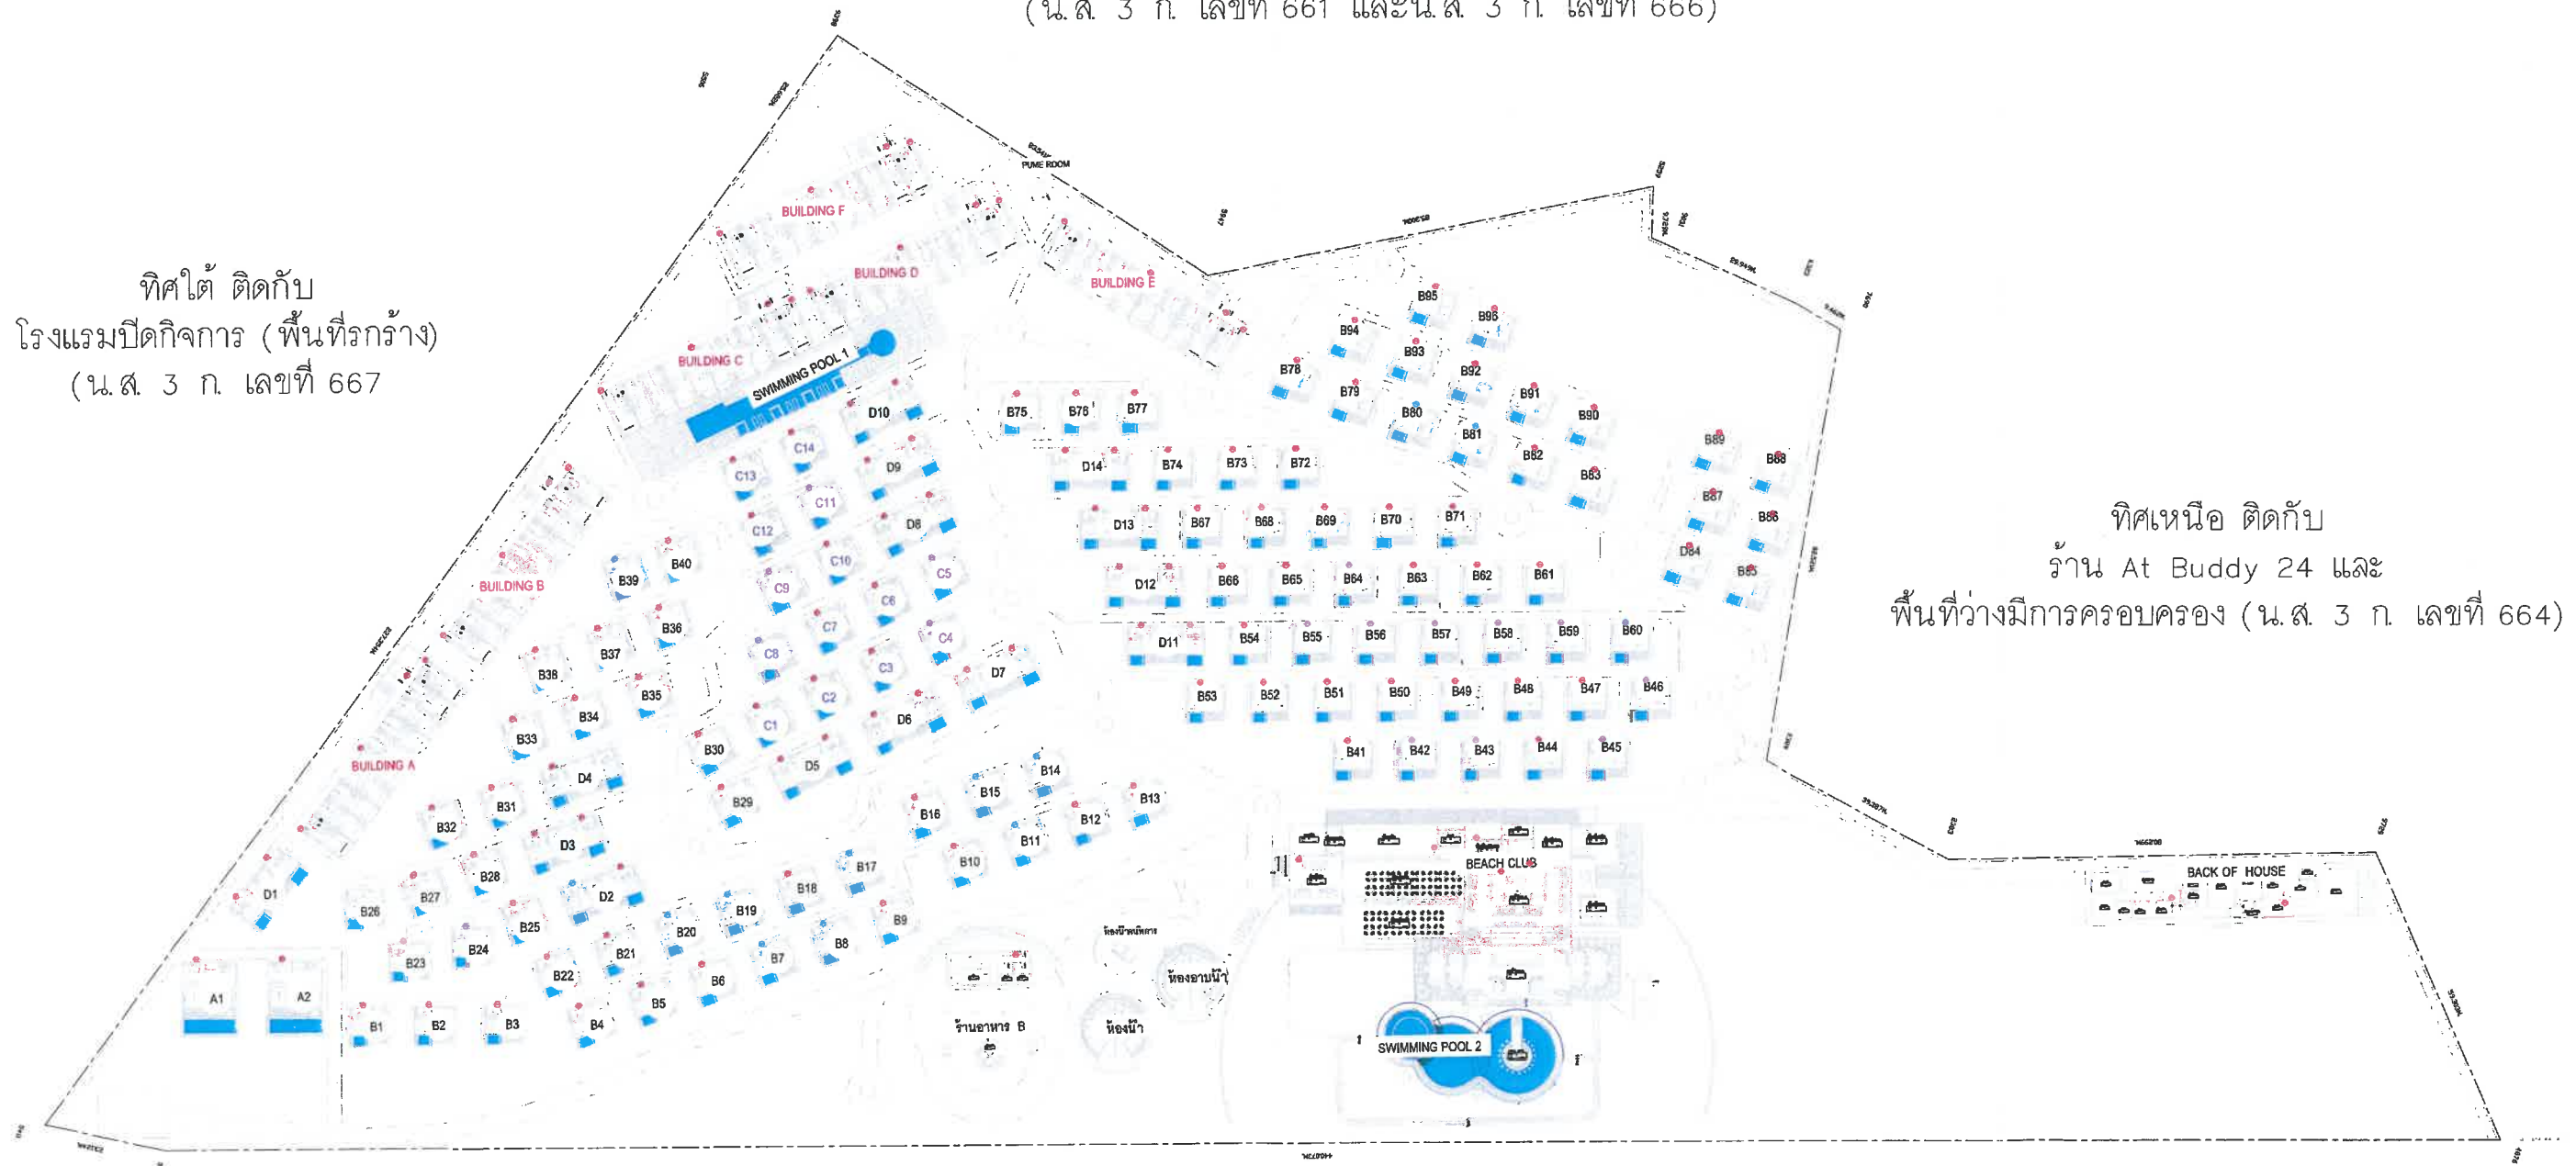 (น.ส. 3 ก. เลขที่ 661 และน.ส. 3 ก. เลขที่ 666)
ทิศใต้ ติดกับ
โรงแรมปิดกิจการ (พื้นที่รกร้าง)
(น.ส. 3 ก. เลขที่ 667
ทิศเหนือ ติดกับ
ร้าน At Buddy 24 และ
พื้นที่ว่างมีการครอบครอง (น.ส. 3 ก. เลขที่ 664)
PUME ROOM
BUILDING F
BUILDING D
BUILDING E
BUILDING C
SWIMMING POOL 1
BUILDING B
BUILDING A
B95
B96
B94
B93
B92
B78
B79
B80
B91
B90
B81
B82
B83
B75
B76
B77
D10
C14
C13
D9
D14
B74
B73
B72
B89
B88
B87
B86
D84
B85
C11
C12
D8
D13
B67
B68
B69
B70
B71
B39
B40
C10
C9
C5
C6
D12
B66
B65
B64
B63
B62
B61
B36
B37
B38
C7
C8
C4
C3
D11
B54
B55
B56
B57
B58
B59
B60
B35
B34
B33
C2
C1
D7
D6
B53
B52
B51
B50
B49
B48
B47
B46
B30
D5
D4
B41
B42
B43
B44
B45
B31
B32
B29
B14
B15
B16
B13
B12
B11
B10
D3
B28
B27
B26
D1
D2
B17
B18
B19
B20
B9
B8
B7
B25
B24
B23
B22
B21
B6
B5
B4
B3
B2
B1
A1
A2
BEACH CLUB
BACK OF HOUSE
ห้องอาบน้ำ
ร้านอาหาร B
ห้องน้ำ
SWIMMING POOL 2